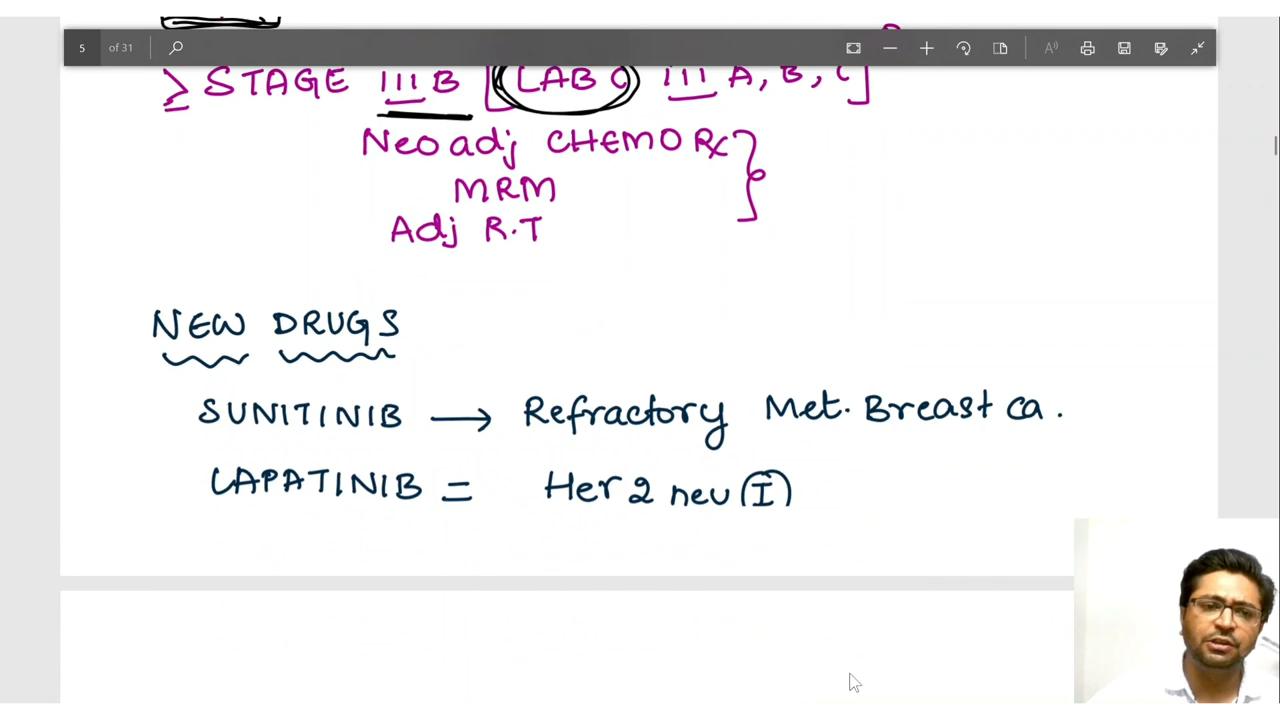 5 of 31
≥ STAGE III B [LABC III A, B, C]
Neoadj CHEMO Rx
MRM
Adj R.T
NEW DRUGS
SUNITINIB → Refractory Met. Breast ca.
LAPATINIB = Her 2 neu (I)